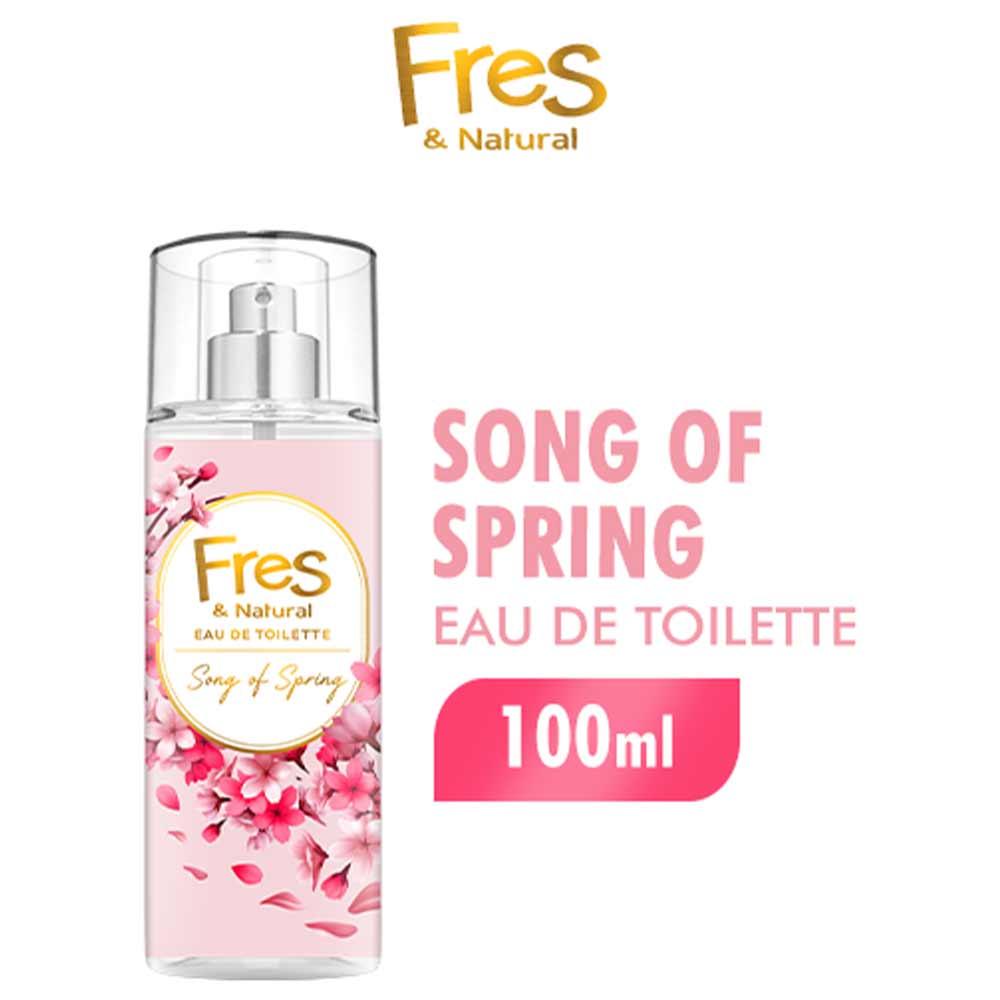 Fres
& Natural
Fres
& Natural
EAU DE TOILETTE
Song of Spring
SONG OF
SPRING
EAU DE TOILETTE
100ml